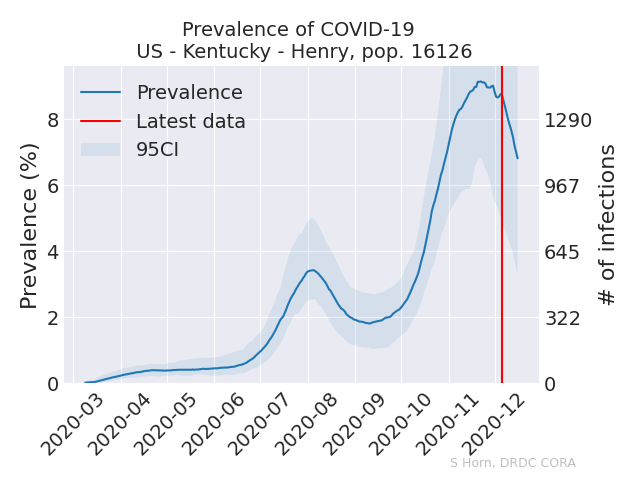 Prevalence of COVID-19
US - Kentucky - Henry, pop. 16126
Prevalence
Latest data
95CI
Prevalence (%)
8
6
4
2
0
1290
967
645
322
0
# of infections
2020-03
2020-04
2020-05
2020-06
2020-07
2020-08
2020-09
2020-10
2020-11
2020-12
S Horn, DRDC CORA